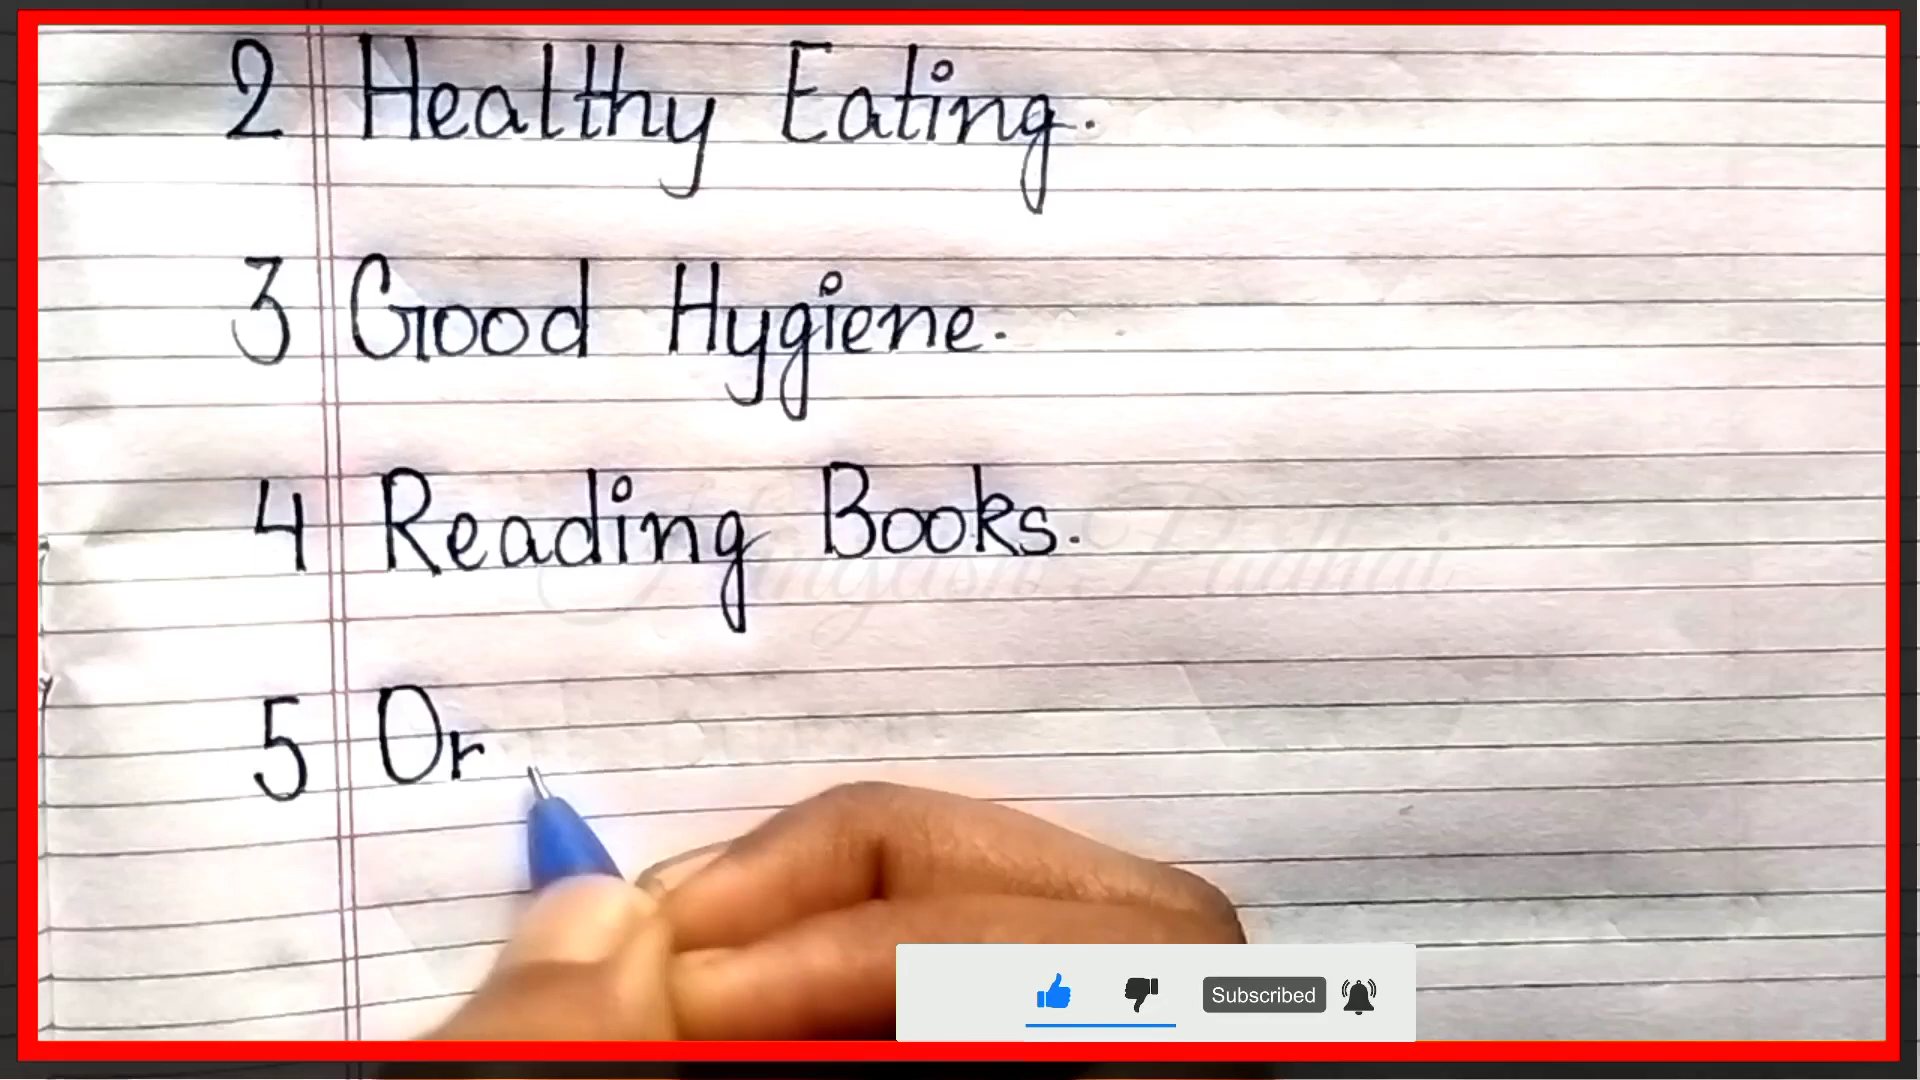 2 Healthy Eating.
3 Good Hygiene.
4 Reading Books.
5 Or
Subscribed